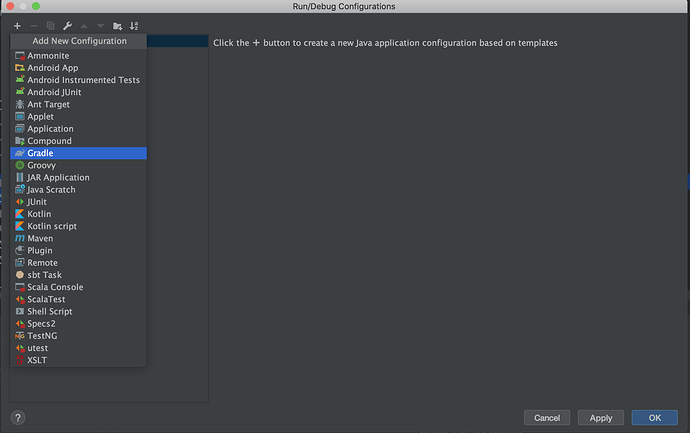 Run/Debug Configurations
Add New Configuration
Click the + button to create a new Java application configuration based on templates
Ammonite
Android App
Android Instrumented Tests
Android JUnit
Ant Target
Applet
Application
Compound
Gradle
Groovy
JAR Application
Java Scratch
JUnit
Kotlin
Kotlin script
Maven
Plugin
Remote
sbt Task
Scala Console
ScalaTest
Shell Script
Specs2
TestNG
utest
XSLT
?
Cancel
Apply
OK